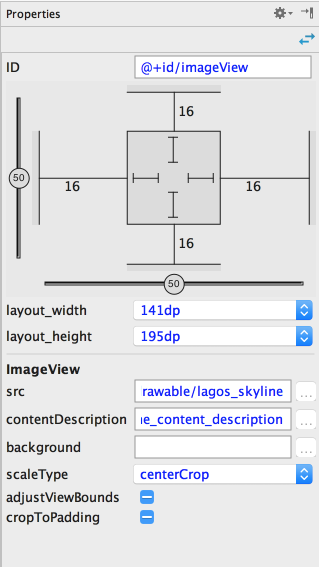 Properties
ID @+id/imageView
16
50
16 16
16
50
layout_width 141dp
layout_height 195dp
ImageView
src rawable/lagos_skyline ...
contentDescription ne_content_description ...
background ...
scaleType centerCrop
adjustViewBounds
cropToPadding